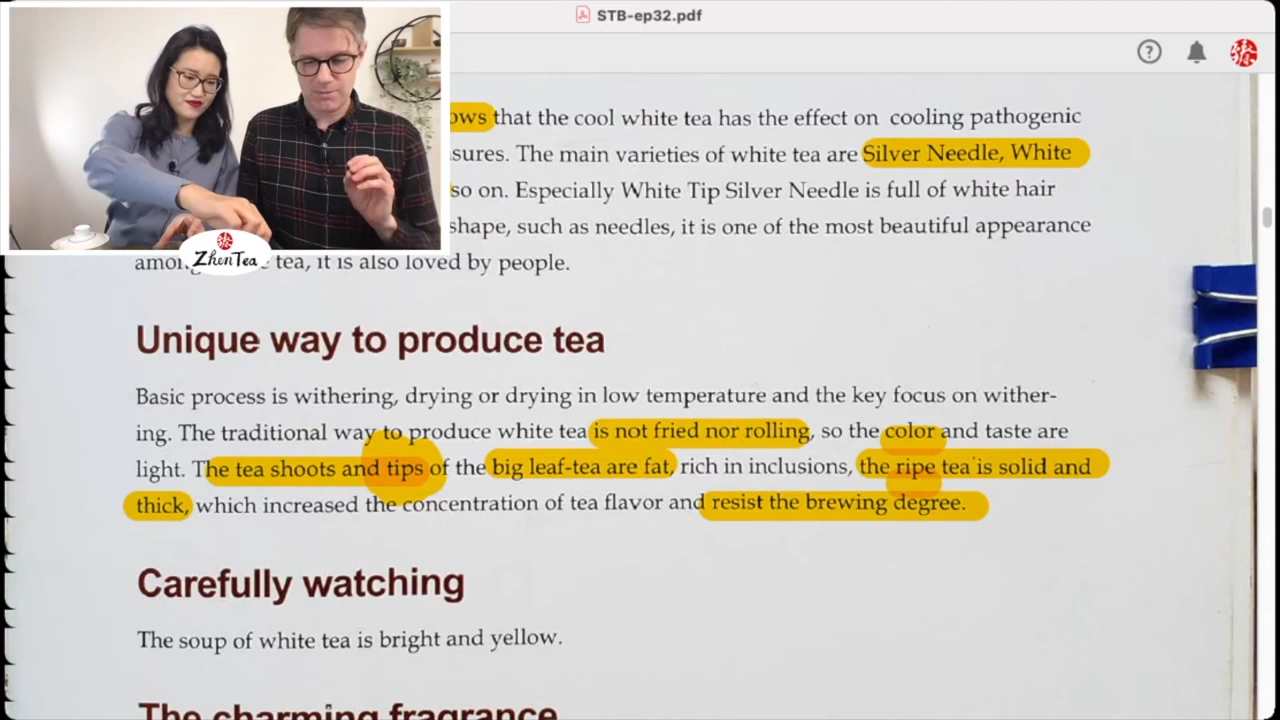 STB-ep32.pdf
ows that the cool white tea has the effect on cooling pathogenic
sures. The main varieties of white tea are Silver Needle, White
so on. Especially White Tip Silver Needle is full of white hair
shape, such as needles, it is one of the most beautiful appearance
tea, it is also loved by people.
ZhenTea
Unique way to produce tea
Basic process is withering, drying or drying in low temperature and the key focus on wither-
ing. The traditional way to produce white tea is not fried nor rolling, so the color and taste are
light. The tea shoots and tips of the big leaf-tea are fat, rich in inclusions, the ripe tea is solid and
thick, which increased the concentration of tea flavor and resist the brewing degree.
Carefully watching
The soup of white tea is bright and yellow.
The charming fragrance